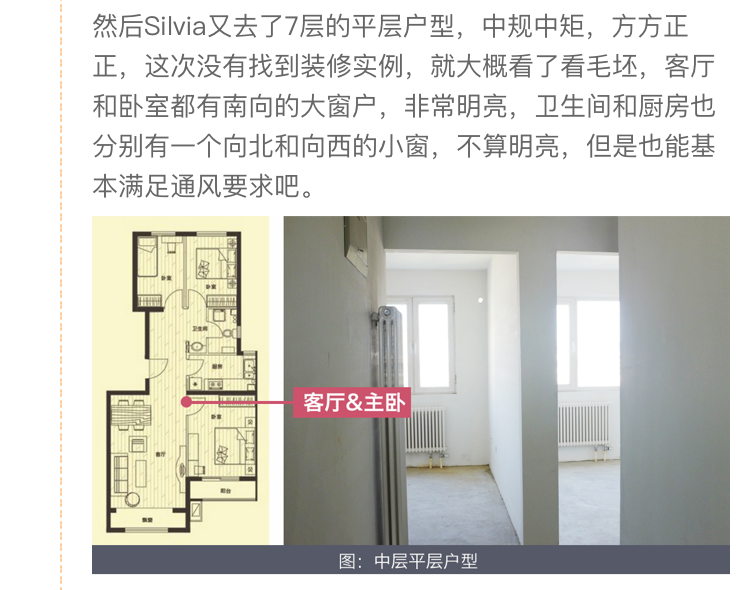 然后Silvia又去了7层的平层户型，中规中矩，方方正
正，这次没有找到装修实例，就大概看了看毛坯，客厅
和卧室都有南向的大窗户，非常明亮，卫生间和厨房也
分别有一个向北和向西的小窗，不算明亮，但是也能基
本满足通风要求吧。
卧室
卧室
卫生间
厨房
客厅&主卧
卧室
客厅
阳台
图：中层平层户型